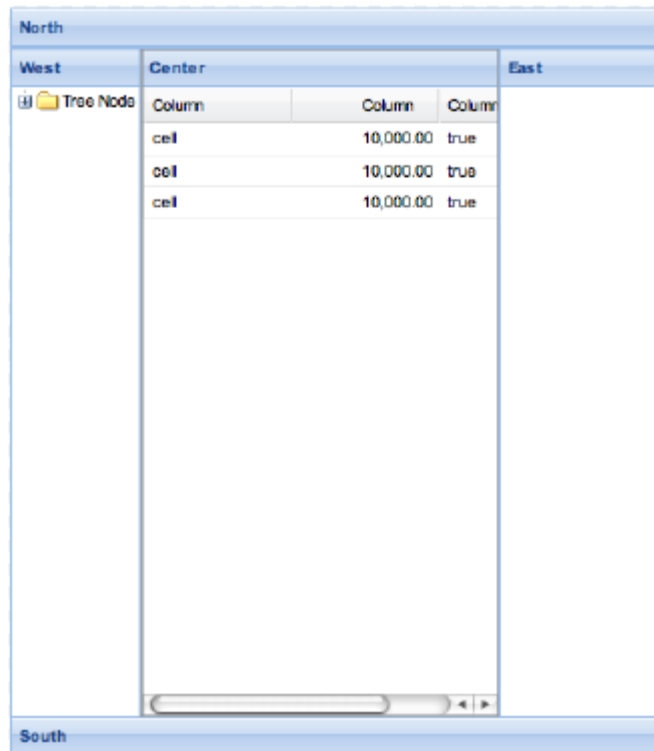 North
West Center East
Tree Node Column Column Column
cell 10,000.00 true
cell 10,000.00 true
cell 10,000.00 true
South